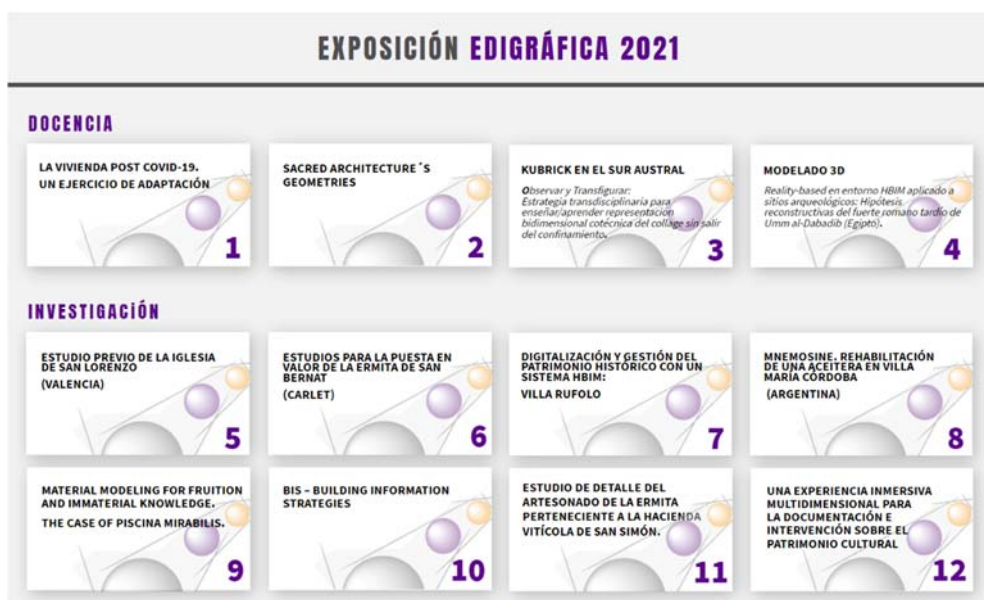 EXPOSICIÓN EDIGRÁFICA 2021
DOCENCIA
LA VIVIENDA POST COVID-19.
UN EJERCICIO DE ADAPTACIÓN
1
SACRED ARCHITECTURE´S
GEOMETRIES
2
KUBRICK EN EL SUR AUSTRAL
Observar y Transfigurar:
Estrategia transdisciplinaria para
enseñar/aprender representación
bidimensional cotécnica del collage sin salir
del confinamiento.
3
MODELADO 3D
Reality-based en entorno HBIM aplicado a
sitios arqueológicos: Hipótesis
reconstructivas del fuerte romano tardío de
Umm al-Dabadib (Egipto).
4
INVESTIGACIÓN
ESTUDIO PREVIO DE LA IGLESIA
DE SAN LORENZO
(VALENCIA)
5
ESTUDIOS PARA LA PUESTA EN
VALOR DE LA ERMITA DE SAN
BERNAT
(CARLET)
6
DIGITALIZACIÓN Y GESTIÓN DEL
PATRIMONIO HISTÓRICO CON UN
SISTEMA HBIM:
VILLA RUFOLO
7
MNEMOSINE. REHABILITACIÓN
DE UNA ACEITERA EN VILLA
MARÍA CÓRDOBA
(ARGENTINA)
8
MATERIAL MODELING FOR FRUITION
AND IMMATERIAL KNOWLEDGE.
THE CASE OF PISCINA MIRABILIS.
9
BIS – BUILDING INFORMATION
STRATEGIES
10
ESTUDIO DE DETALLE DEL
ARTESONADO DE LA ERMITA
PERTENECIENTE A LA HACIENDA
VITÍCOLA DE SAN SIMÓN.
11
UNA EXPERIENCIA INMERSIVA
MULTIDIMENSIONAL PARA
LA DOCUMENTACIÓN E
INTERVENCIÓN SOBRE EL
PATRIMONIO CULTURAL
12